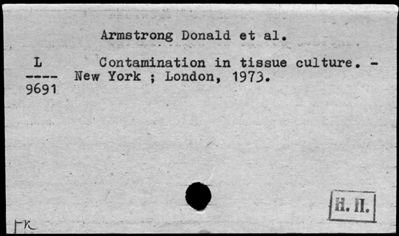 Armstrong Donald et al.
L Contamination in tissue culture. -
---- New York ; London, 1973.
9691
Н. П.